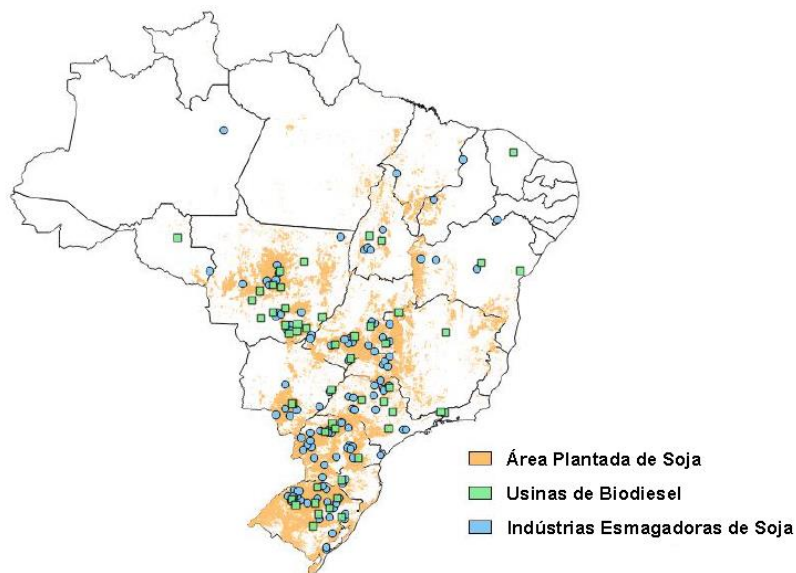 Área Plantada de Soja
Usinas de Biodiesel
Indústrias Esmagadoras de Soja